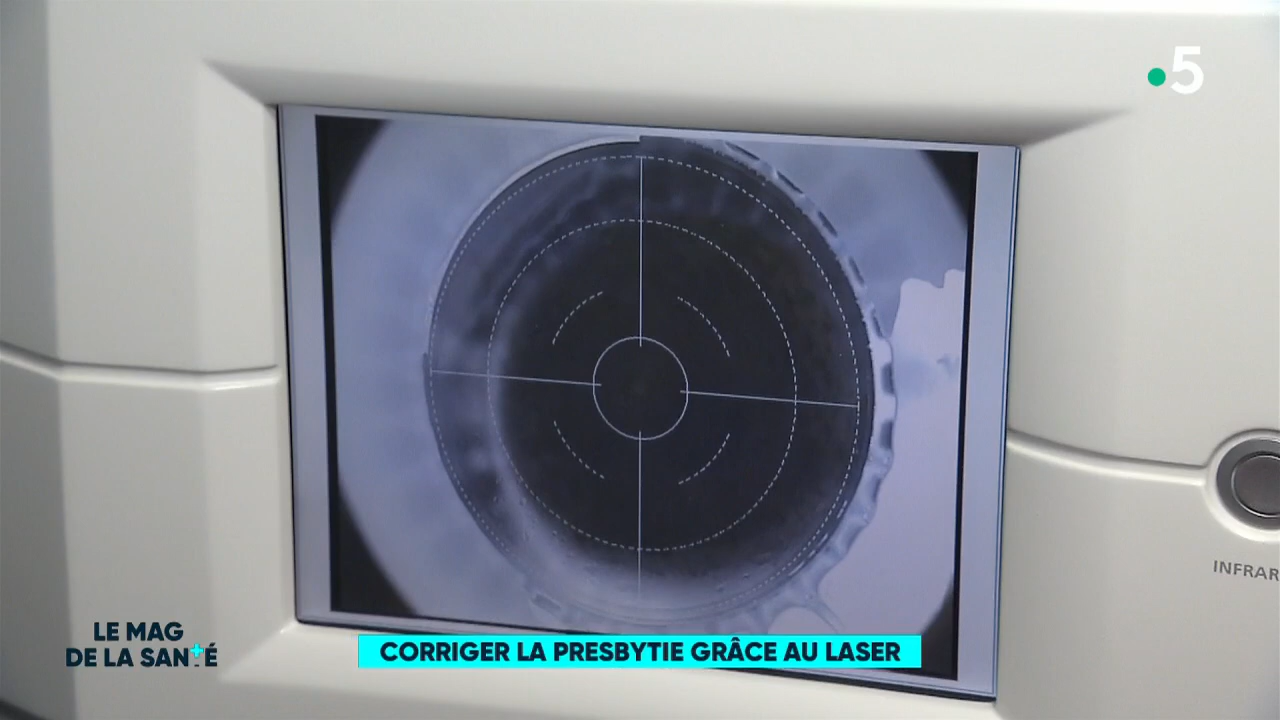 5
INFRAR
LE MAG
DE LA SANTÉ
CORRIGER LA PRESBYTIE GRÂCE AU LASER